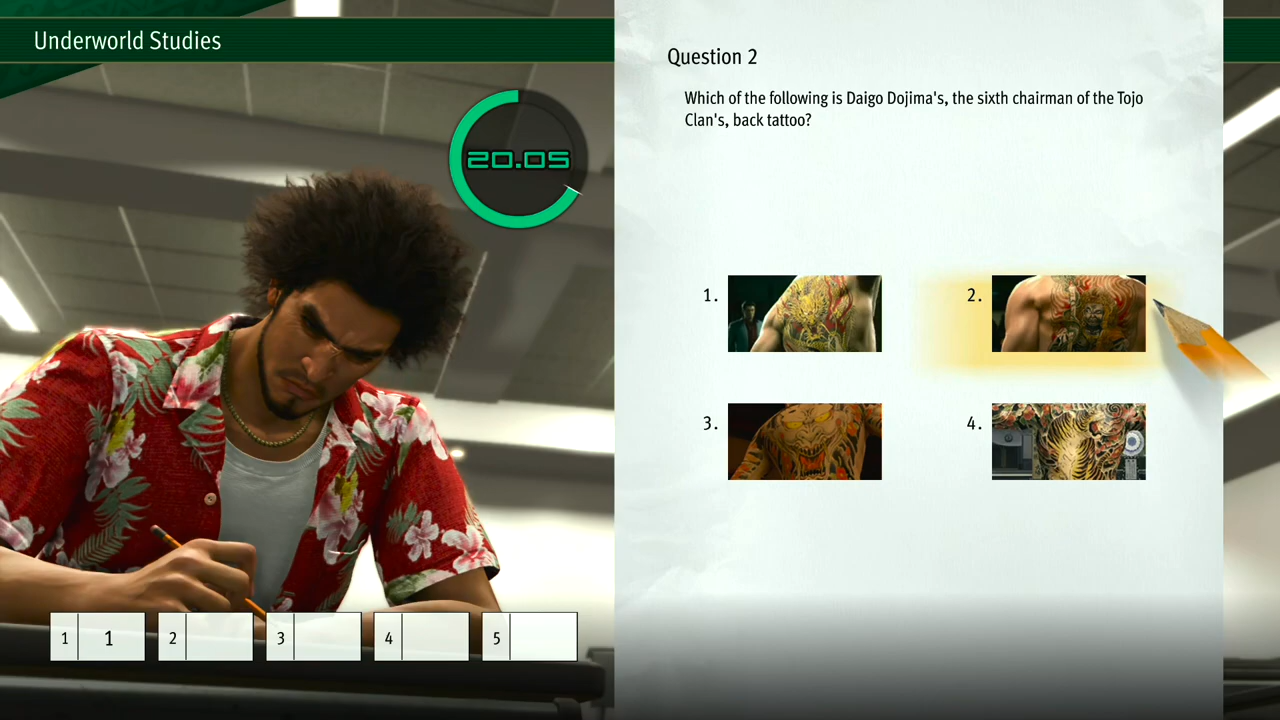 Underworld Studies
20.05
Question 2
Which of the following is Daigo Dojima's, the sixth chairman of the Tojo
Clan's, back tattoo?
1.
2.
3.
4.
1 1 2 3 4 5